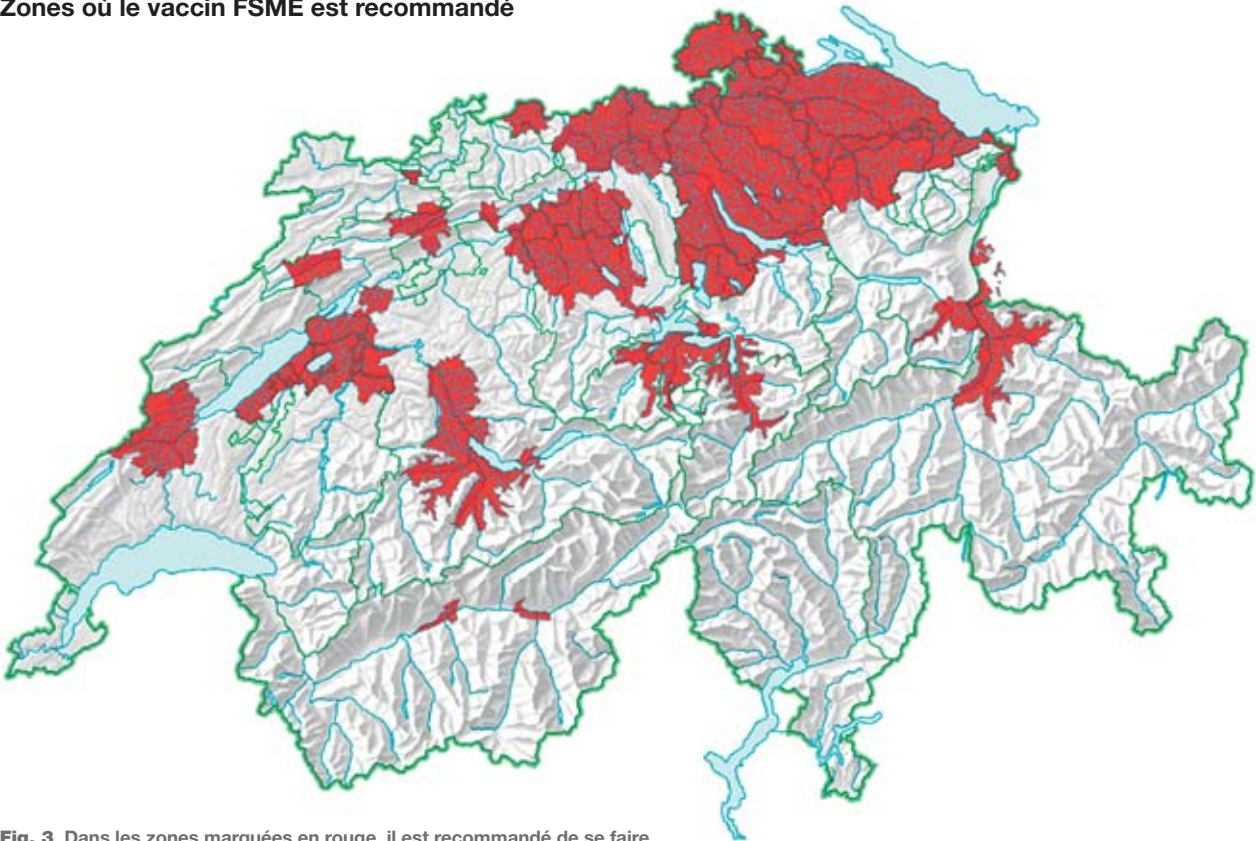 Zones où le vaccin FSME est recommandé
Fig. 3 Dans les zones marquées en rouge, il est recommandé de se faire